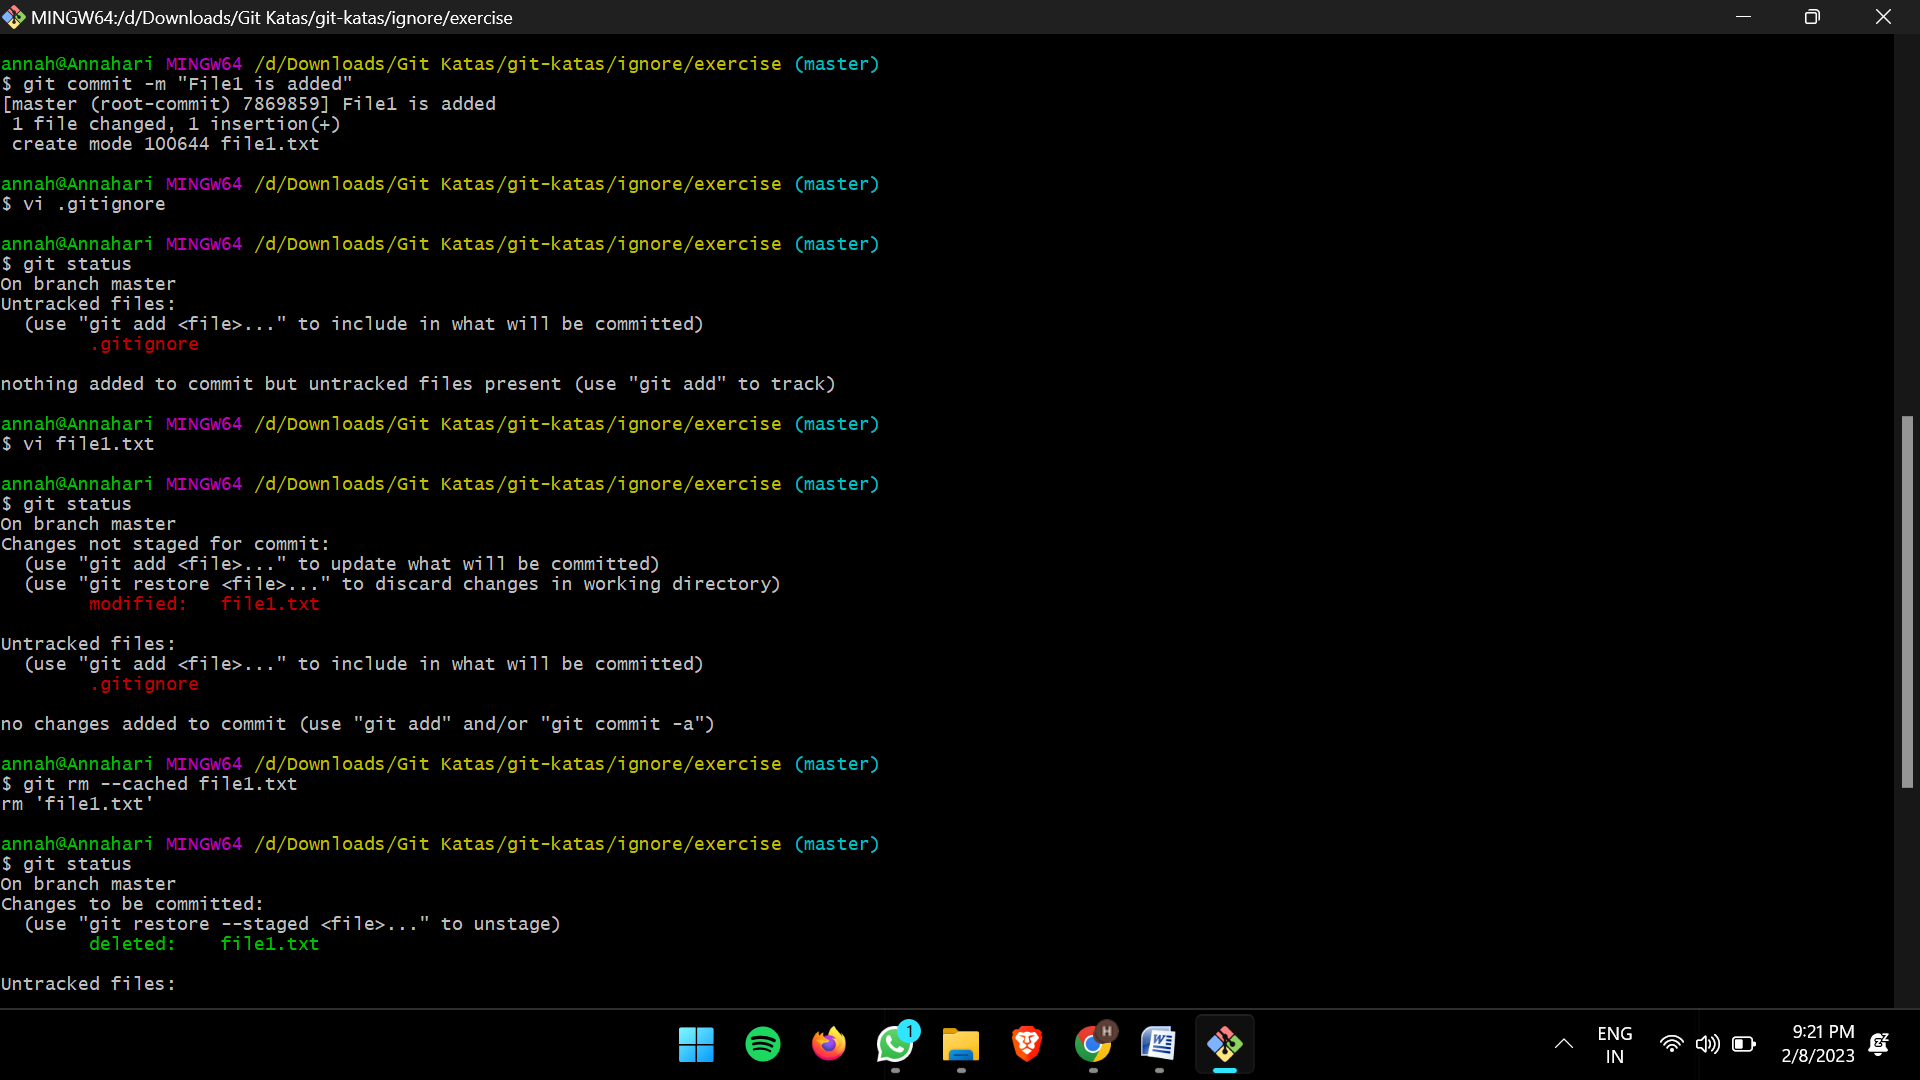 MINGW64:/d/Downloads/Git Katas/git-katas/ignore/exercise
annah@Annahari MINGW64 /d/Downloads/Git Katas/git-katas/ignore/exercise (master)
$ git commit -m "File1 is added"
[master (root-commit) 7869859] File1 is added
 1 file changed, 1 insertion(+)
 create mode 100644 file1.txt
annah@Annahari MINGW64 /d/Downloads/Git Katas/git-katas/ignore/exercise (master)
$ vi .gitignore
annah@Annahari MINGW64 /d/Downloads/Git Katas/git-katas/ignore/exercise (master)
$ git status
On branch master
Untracked files:
  (use "git add <file>..." to include in what will be committed)
        .gitignore
nothing added to commit but untracked files present (use "git add" to track)
annah@Annahari MINGW64 /d/Downloads/Git Katas/git-katas/ignore/exercise (master)
$ vi file1.txt
annah@Annahari MINGW64 /d/Downloads/Git Katas/git-katas/ignore/exercise (master)
$ git status
On branch master
Changes not staged for commit:
  (use "git add <file>..." to update what will be committed)
  (use "git restore <file>..." to discard changes in working directory)
        modified:   file1.txt
Untracked files:
  (use "git add <file>..." to include in what will be committed)
        .gitignore
no changes added to commit (use "git add" and/or "git commit -a")
annah@Annahari MINGW64 /d/Downloads/Git Katas/git-katas/ignore/exercise (master)
$ git rm --cached file1.txt
rm 'file1.txt'
annah@Annahari MINGW64 /d/Downloads/Git Katas/git-katas/ignore/exercise (master)
$ git status
On branch master
Changes to be committed:
  (use "git restore --staged <file>..." to unstage)
        deleted:    file1.txt
Untracked files:
1
H
W
ENG
IN
9:21 PM
2/8/2023